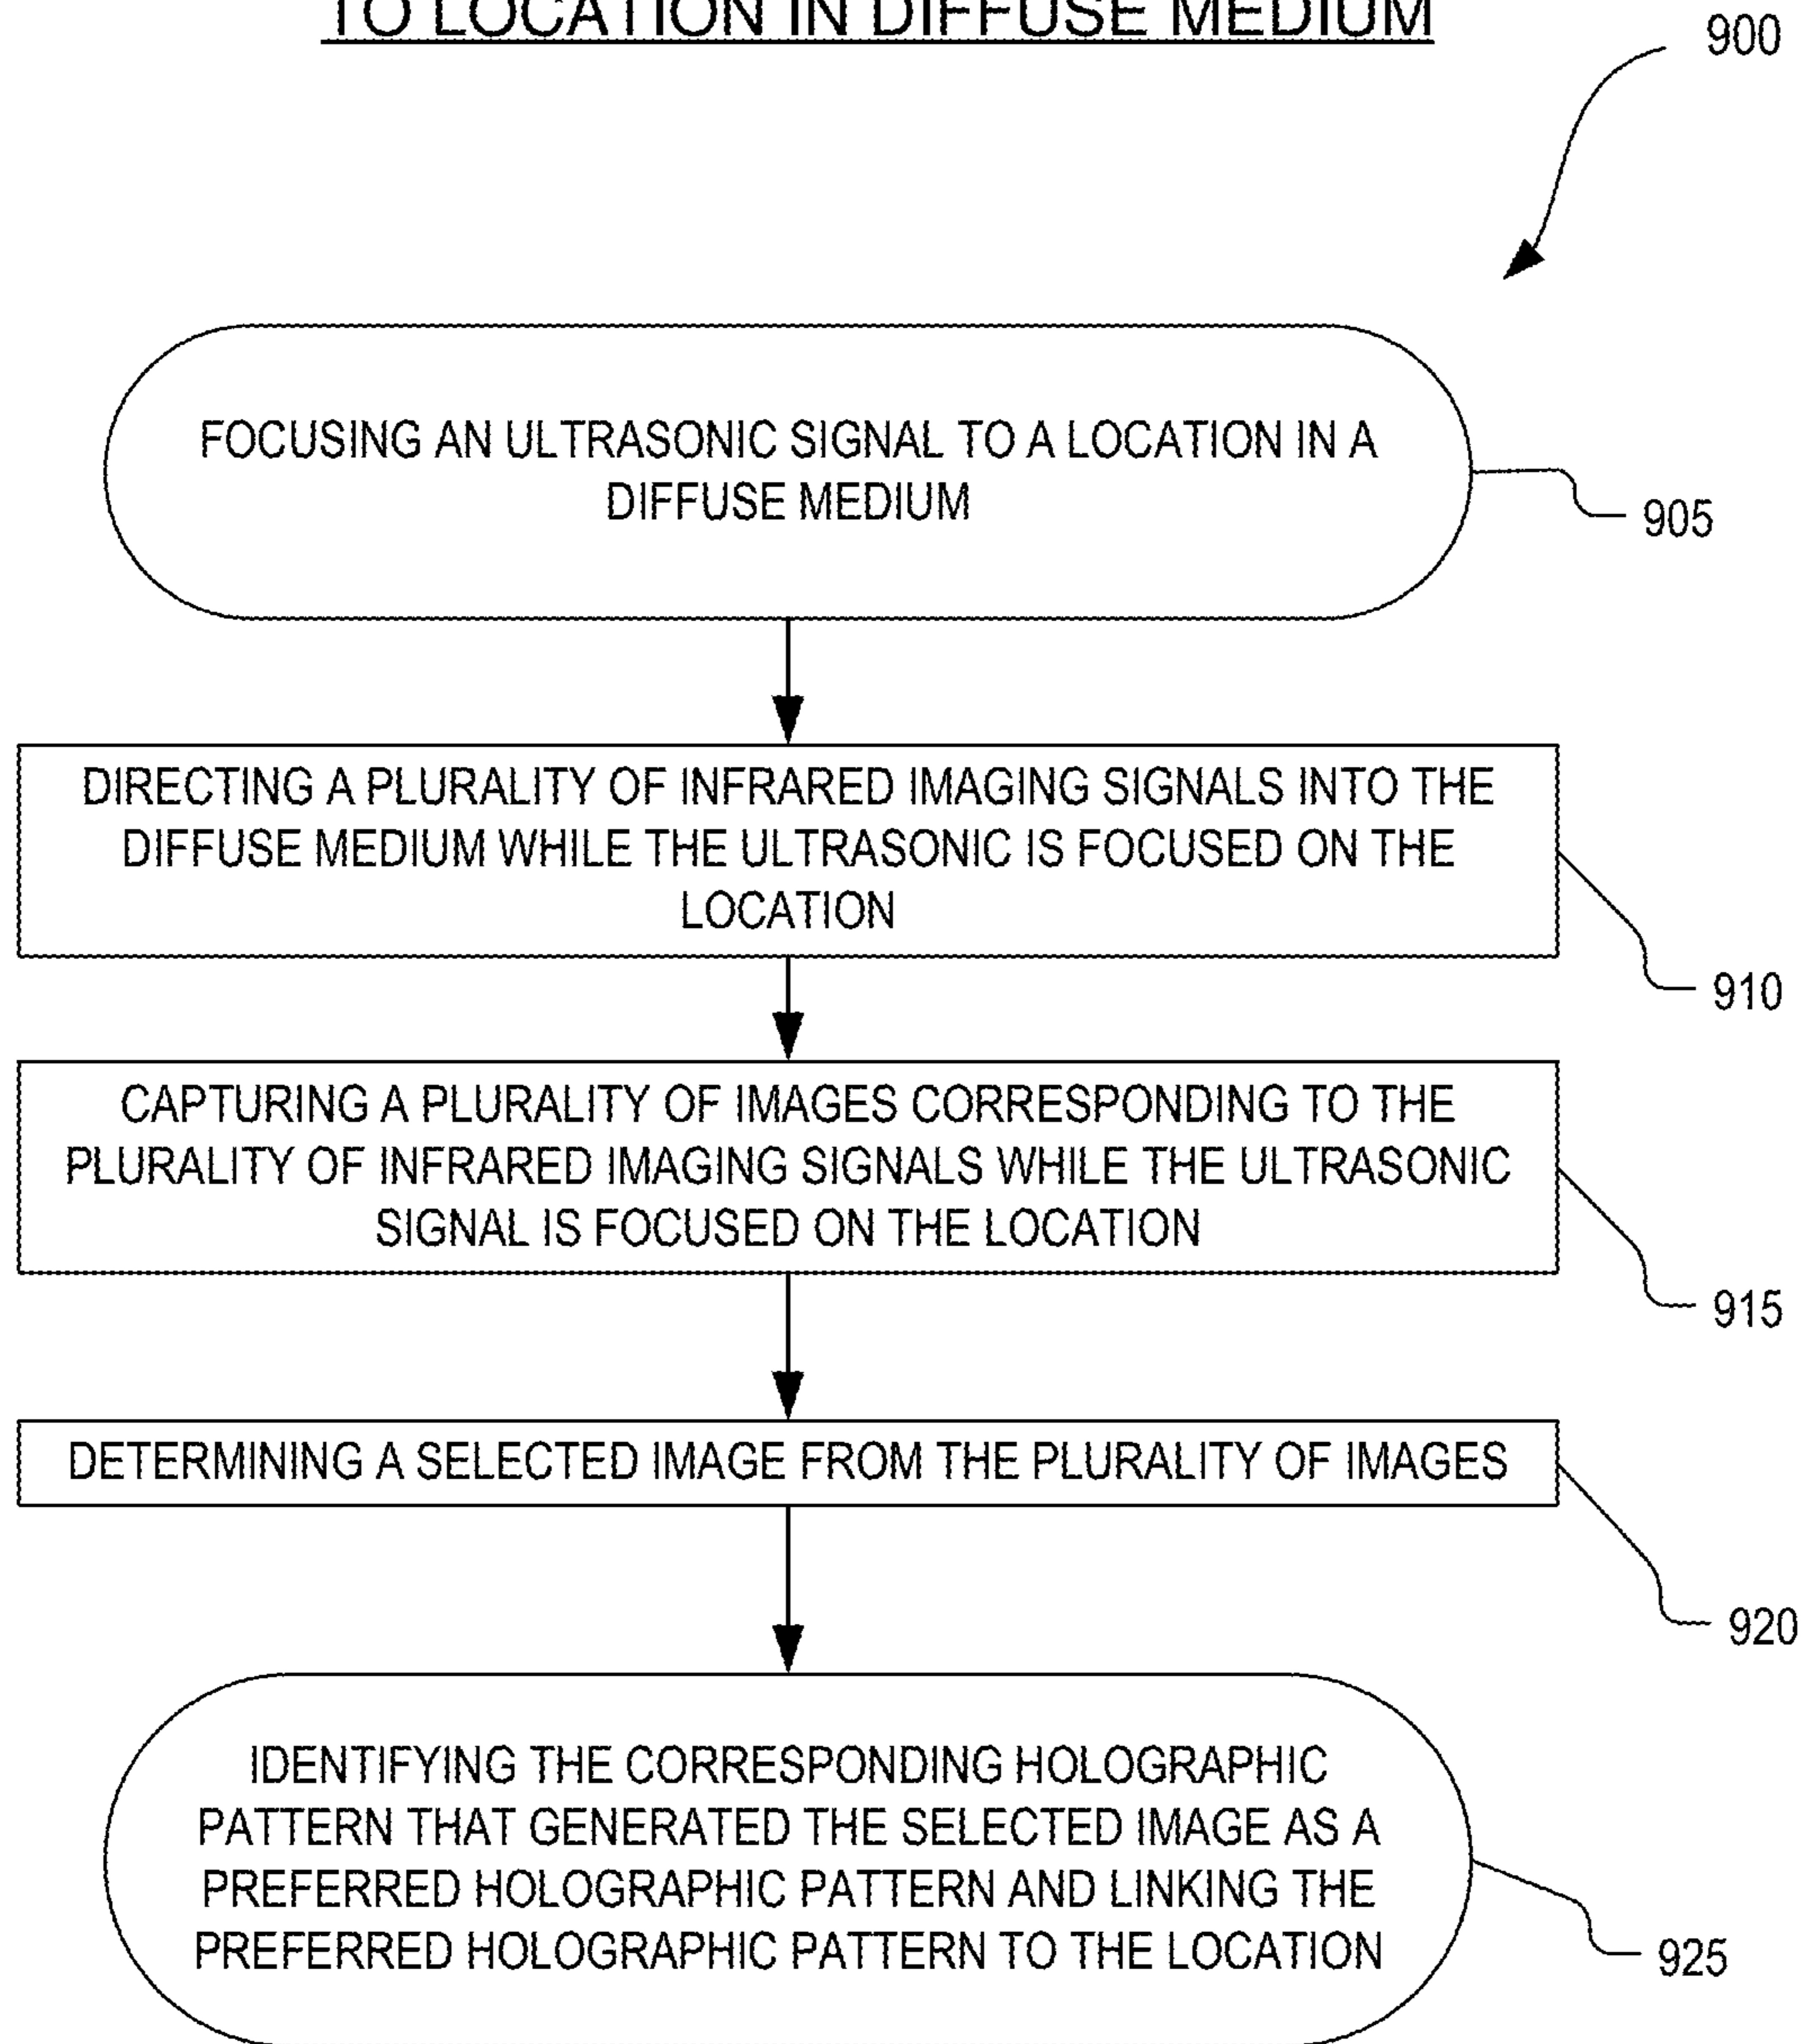 TO LOCATION IN DIFFUSE MEDIUM
900
FOCUSING AN ULTRASONIC SIGNAL TO A LOCATION IN A
DIFFUSE MEDIUM
905
DIRECTING A PLURALITY OF INFRARED IMAGING SIGNALS INTO THE
DIFFUSE MEDIUM WHILE THE ULTRASONIC IS FOCUSED ON THE
LOCATION
910
CAPTURING A PLURALITY OF IMAGES CORRESPONDING TO THE
PLURALITY OF INFRARED IMAGING SIGNALS WHILE THE ULTRASONIC
SIGNAL IS FOCUSED ON THE LOCATION
915
DETERMINING A SELECTED IMAGE FROM THE PLURALITY OF IMAGES
920
IDENTIFYING THE CORRESPONDING HOLOGRAPHIC
PATTERN THAT GENERATED THE SELECTED IMAGE AS A
PREFERRED HOLOGRAPHIC PATTERN AND LINKING THE
PREFERRED HOLOGRAPHIC PATTERN TO THE LOCATION
925